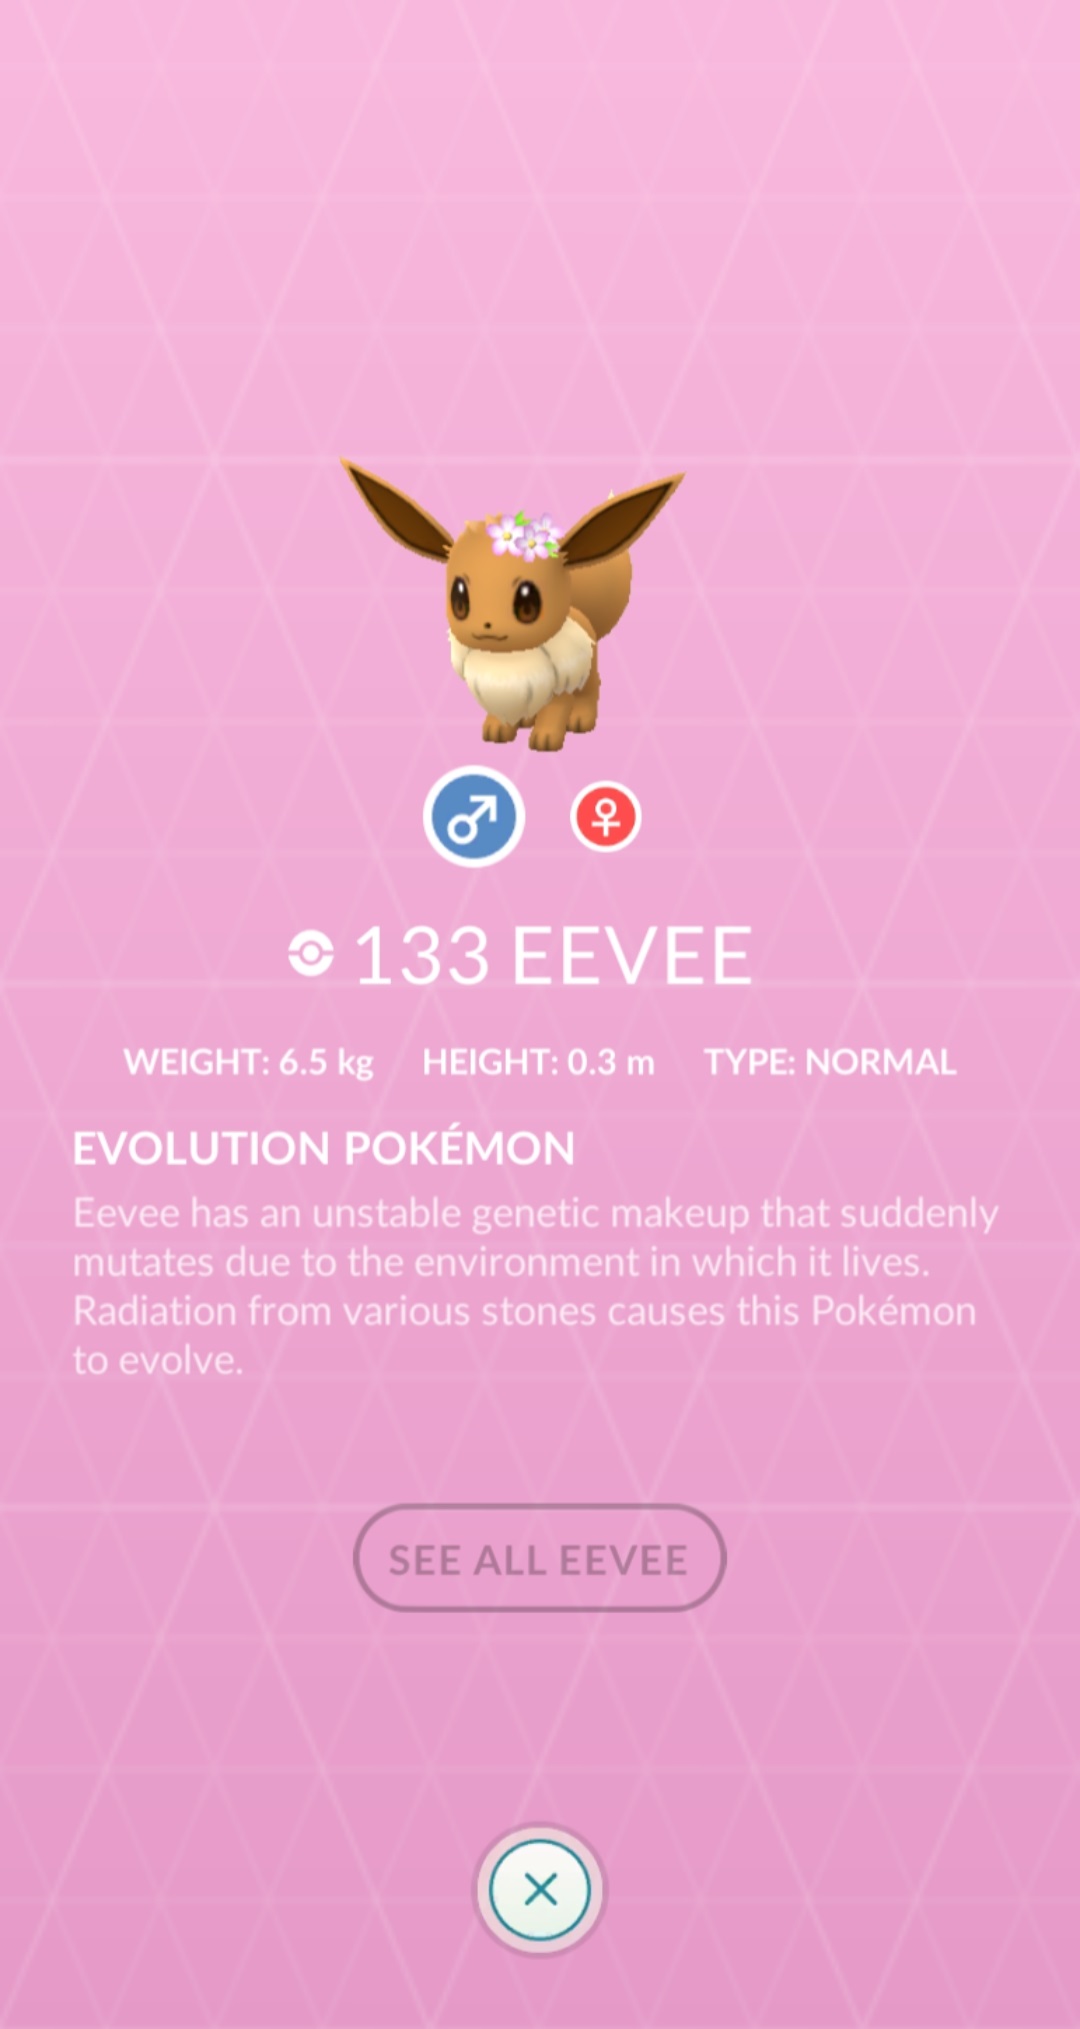 133 EEVEE
WEIGHT: 6.5 kg HEIGHT: 0.3 m TYPE: NORMAL
EVOLUTION POKÉMON
Eevee has an unstable genetic makeup that suddenly
mutates due to the environment in which it lives.
Radiation from various stones causes this Pokémon
to evolve.
SEE ALL EEVEE